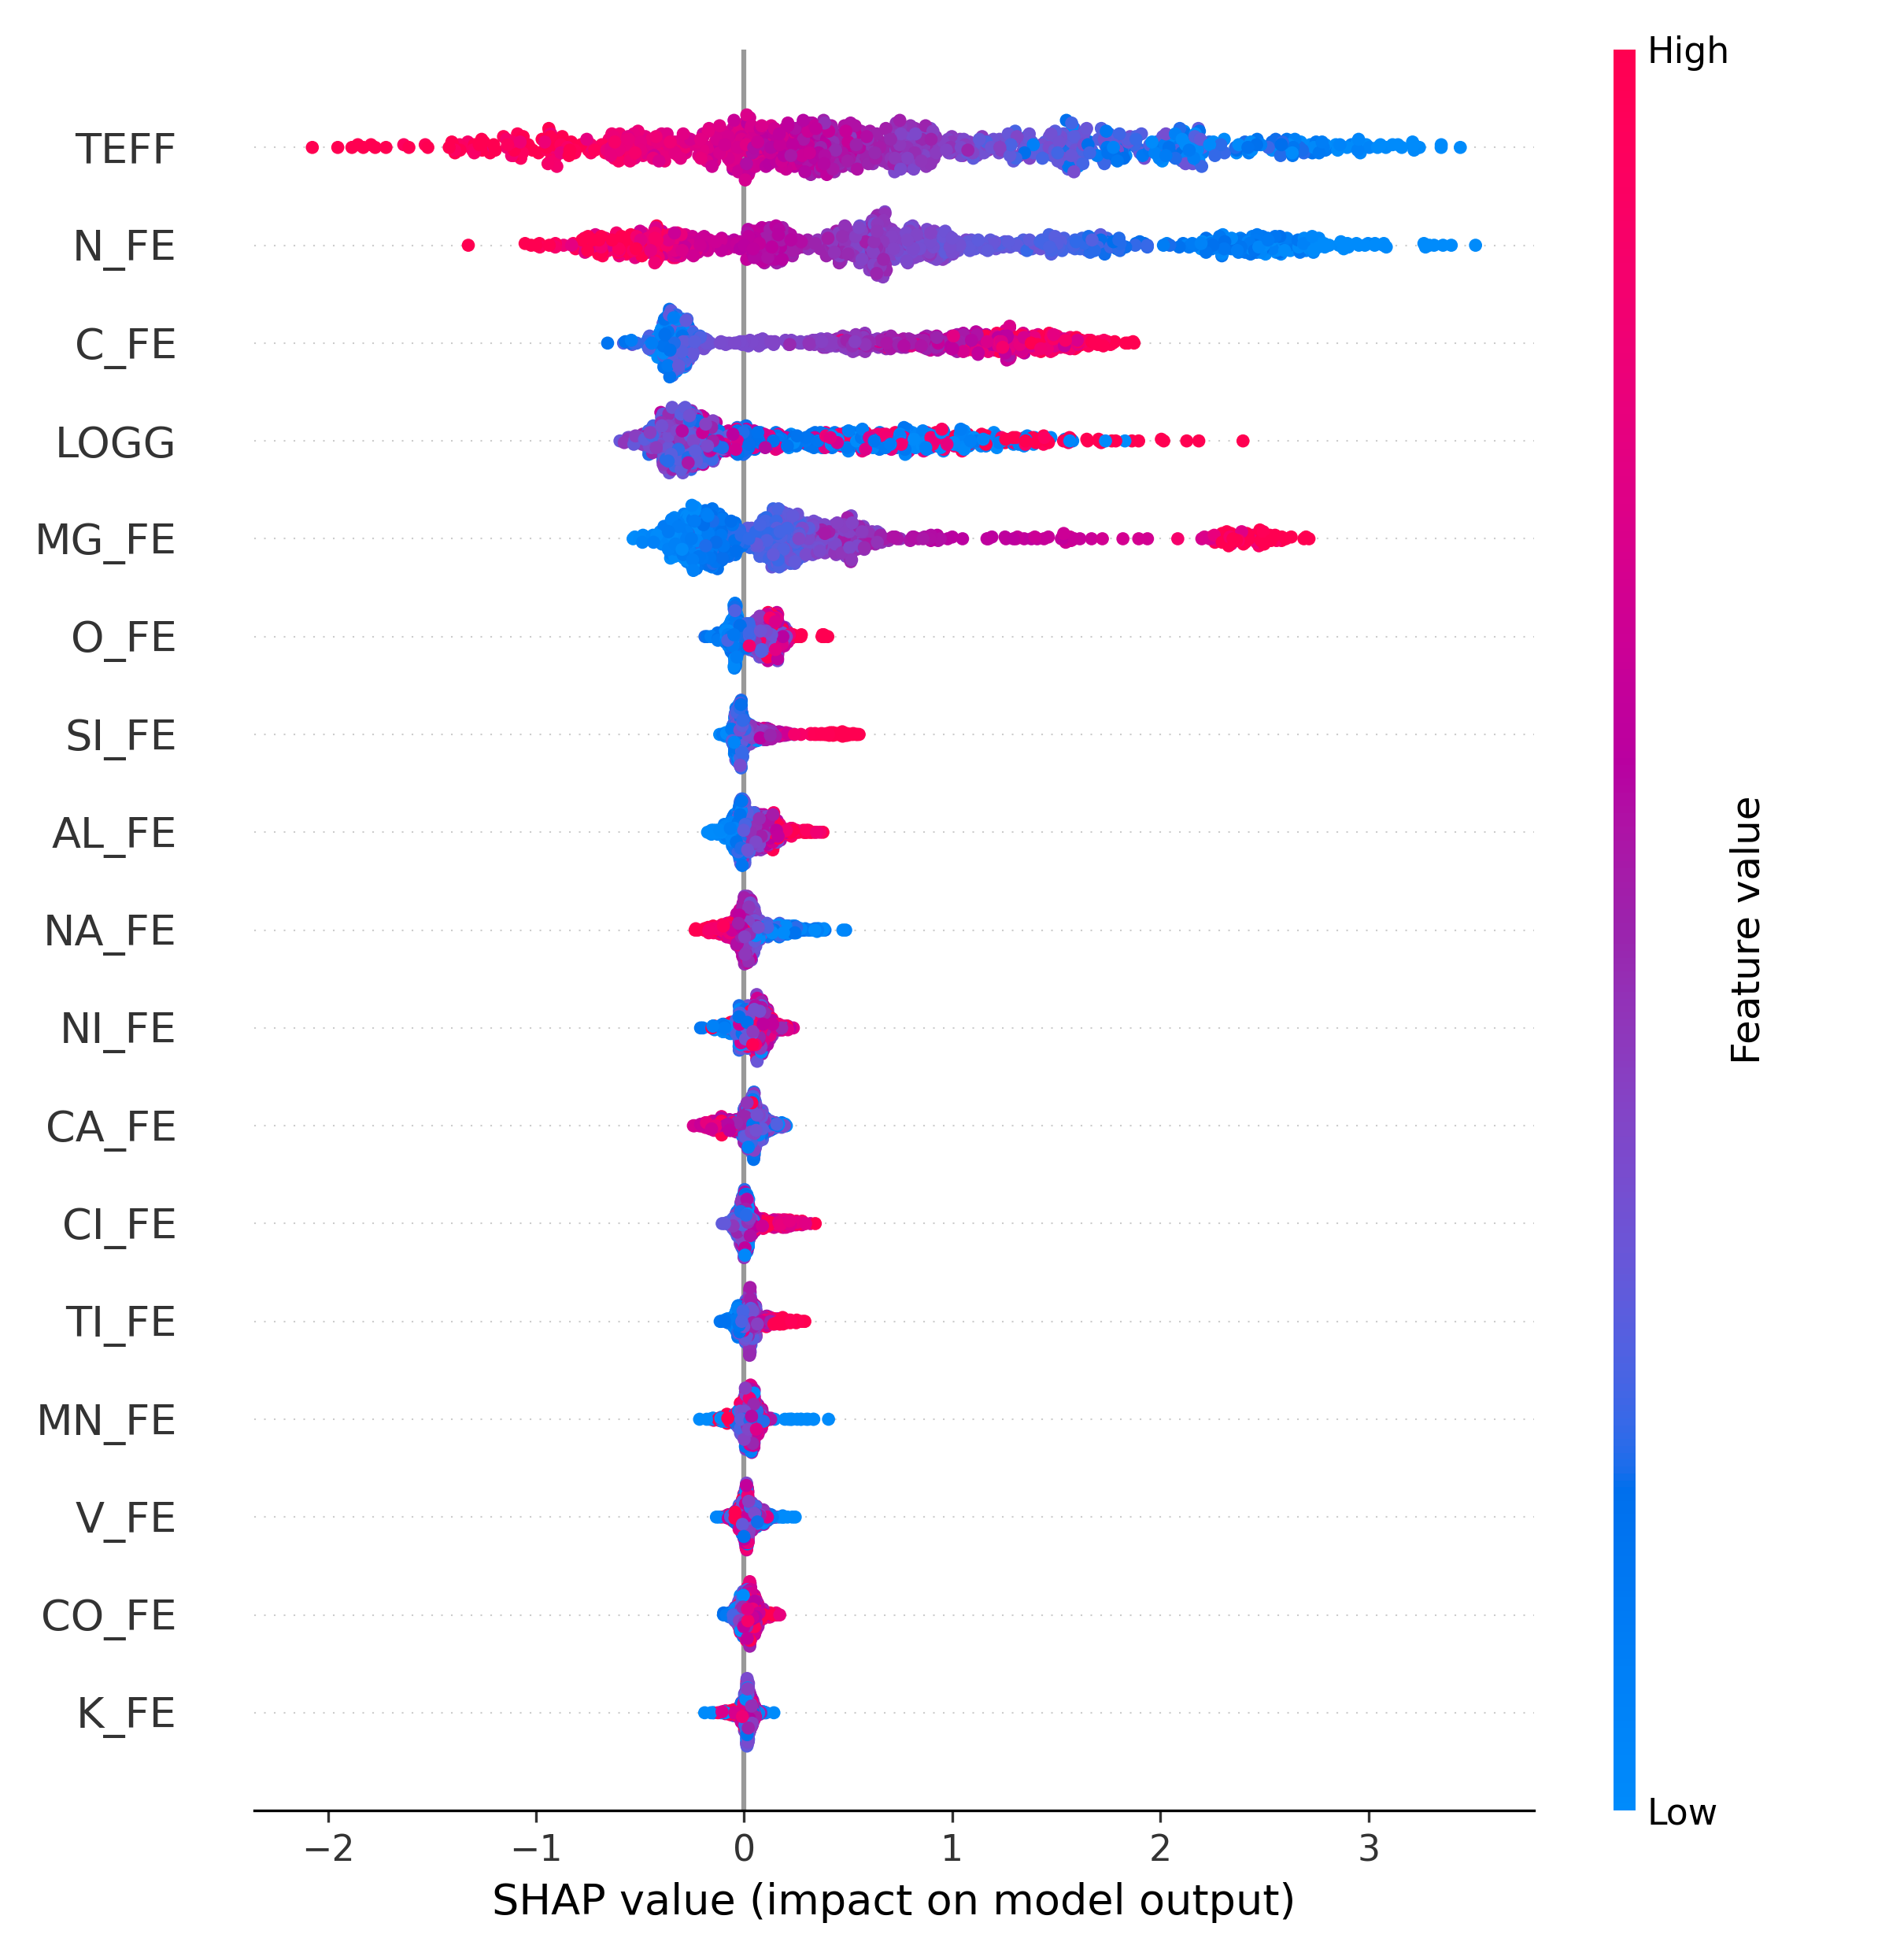 High
TEFF
N_FE
C_FE
LOGG
MG_FE
O_FE
SI_FE
AL_FE
NA_FE
NI_FE
CA_FE
CI_FE
TI_FE
MN_FE
V_FE
CO_FE
K_FE
Feature value
Low
−2 −1 0 1 2 3
SHAP value (impact on model output)